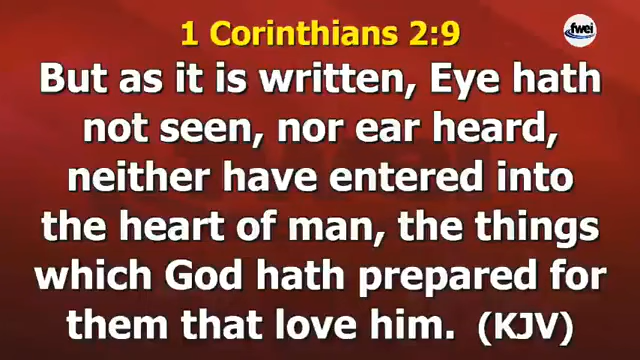 1 Corinthians 2:9
fwei
But as it is written, Eye hath
not seen, nor ear heard,
neither have entered into
the heart of man, the things
which God hath prepared for
them that love him. (KJV)